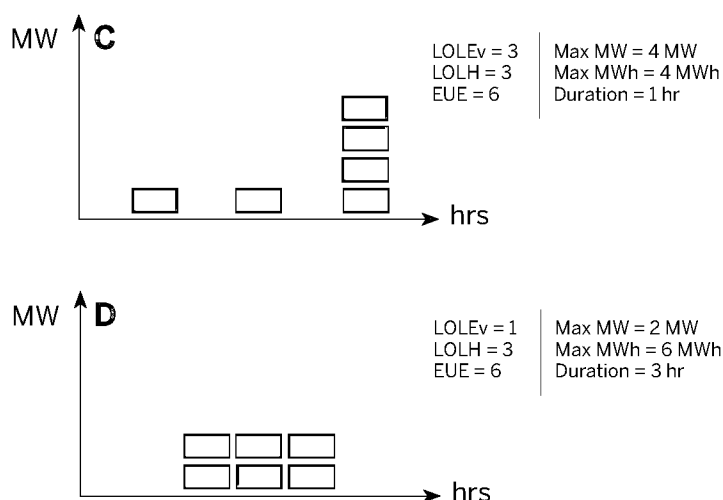 MW C
LOLEv = 3
LOLH = 3
EUE = 6
Max MW = 4 MW
Max MWh = 4 MWh
Duration = 1 hr
hrs
MW D
LOLEv = 1
LOLH = 3
EUE = 6
Max MW = 2 MW
Max MWh = 6 MWh
Duration = 3 hr
hrs